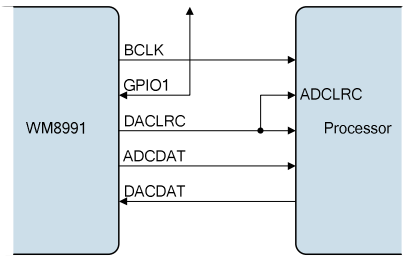 BCLK
GPIO1
ADCLRC
WM8991
DACLRC
Processor
ADCDAT
DACDAT